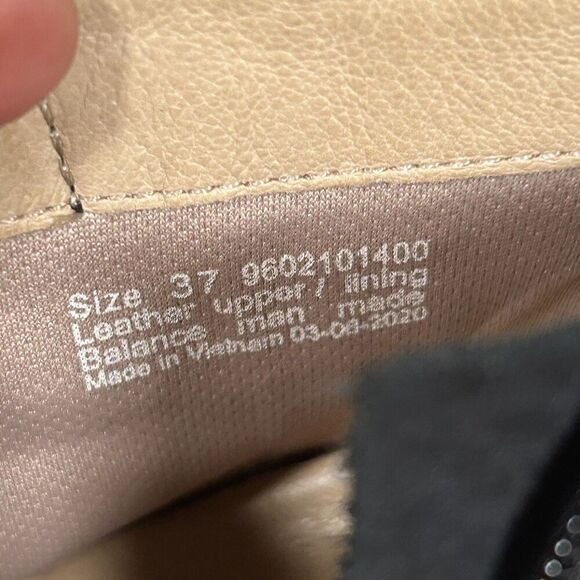 Size 37 9602101400
Leather upper/ lining
Balance man made
Made in Vietnam 03-06-2020